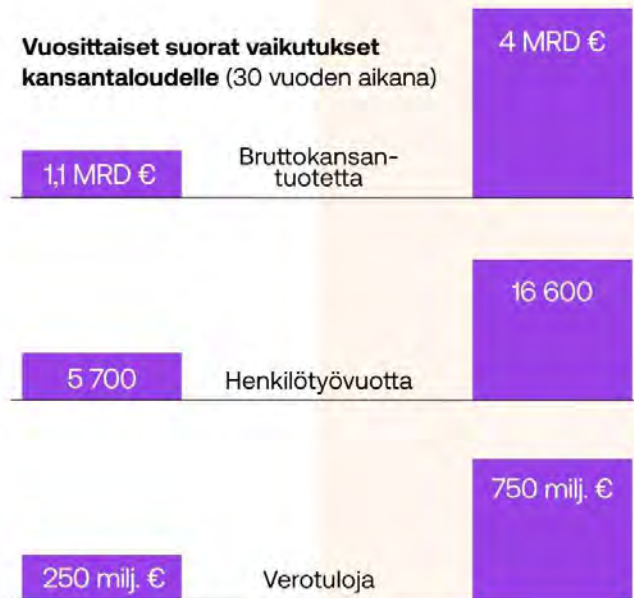 Vuosittaiset suorat vaikutukset
kansantaloudelle (30 vuoden aikana)
4 MRD €
1,1 MRD €
Bruttokansan-
tuotetta
16 600
5 700
Henkilötyövuotta
750 milj. €
250 milj. €
Verotuloja